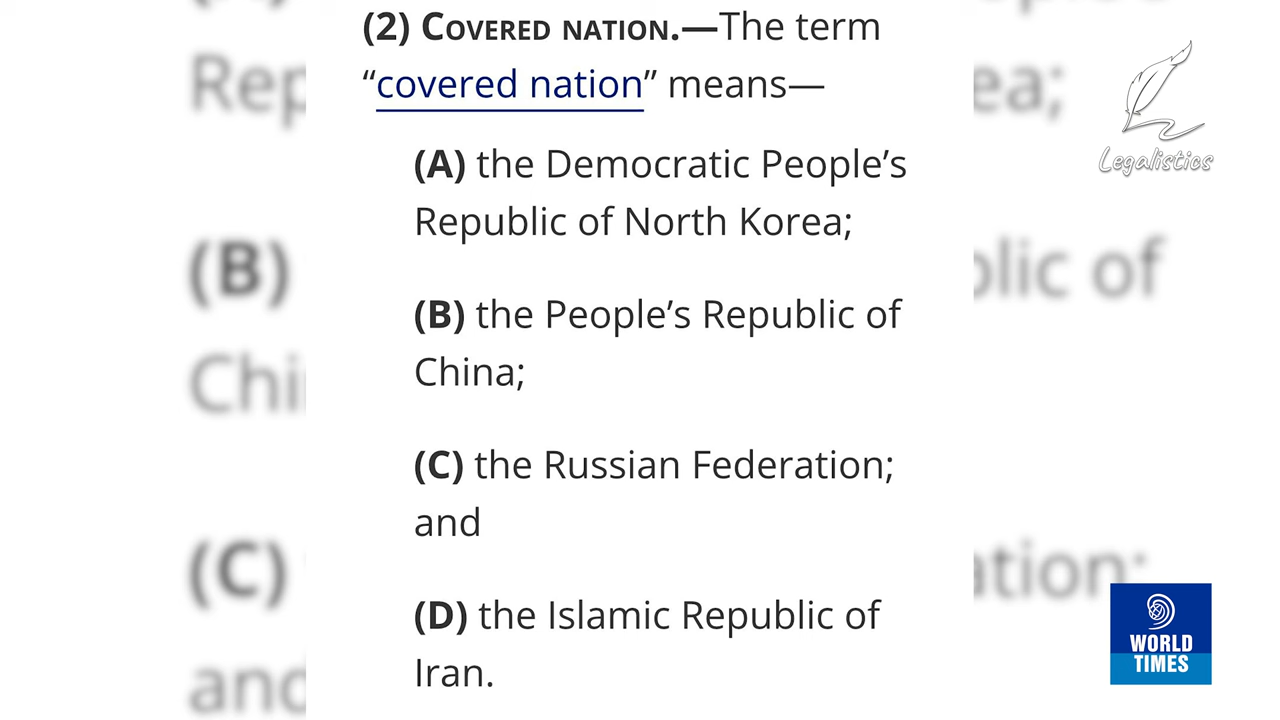 (2) COVERED NATION.—The term
“covered nation” means—
(A) the Democratic People’s
Republic of North Korea;
(B) the People’s Republic of
China;
(C) the Russian Federation;
and
(D) the Islamic Republic of
Iran.
Legalistics
WORLD
TIMES